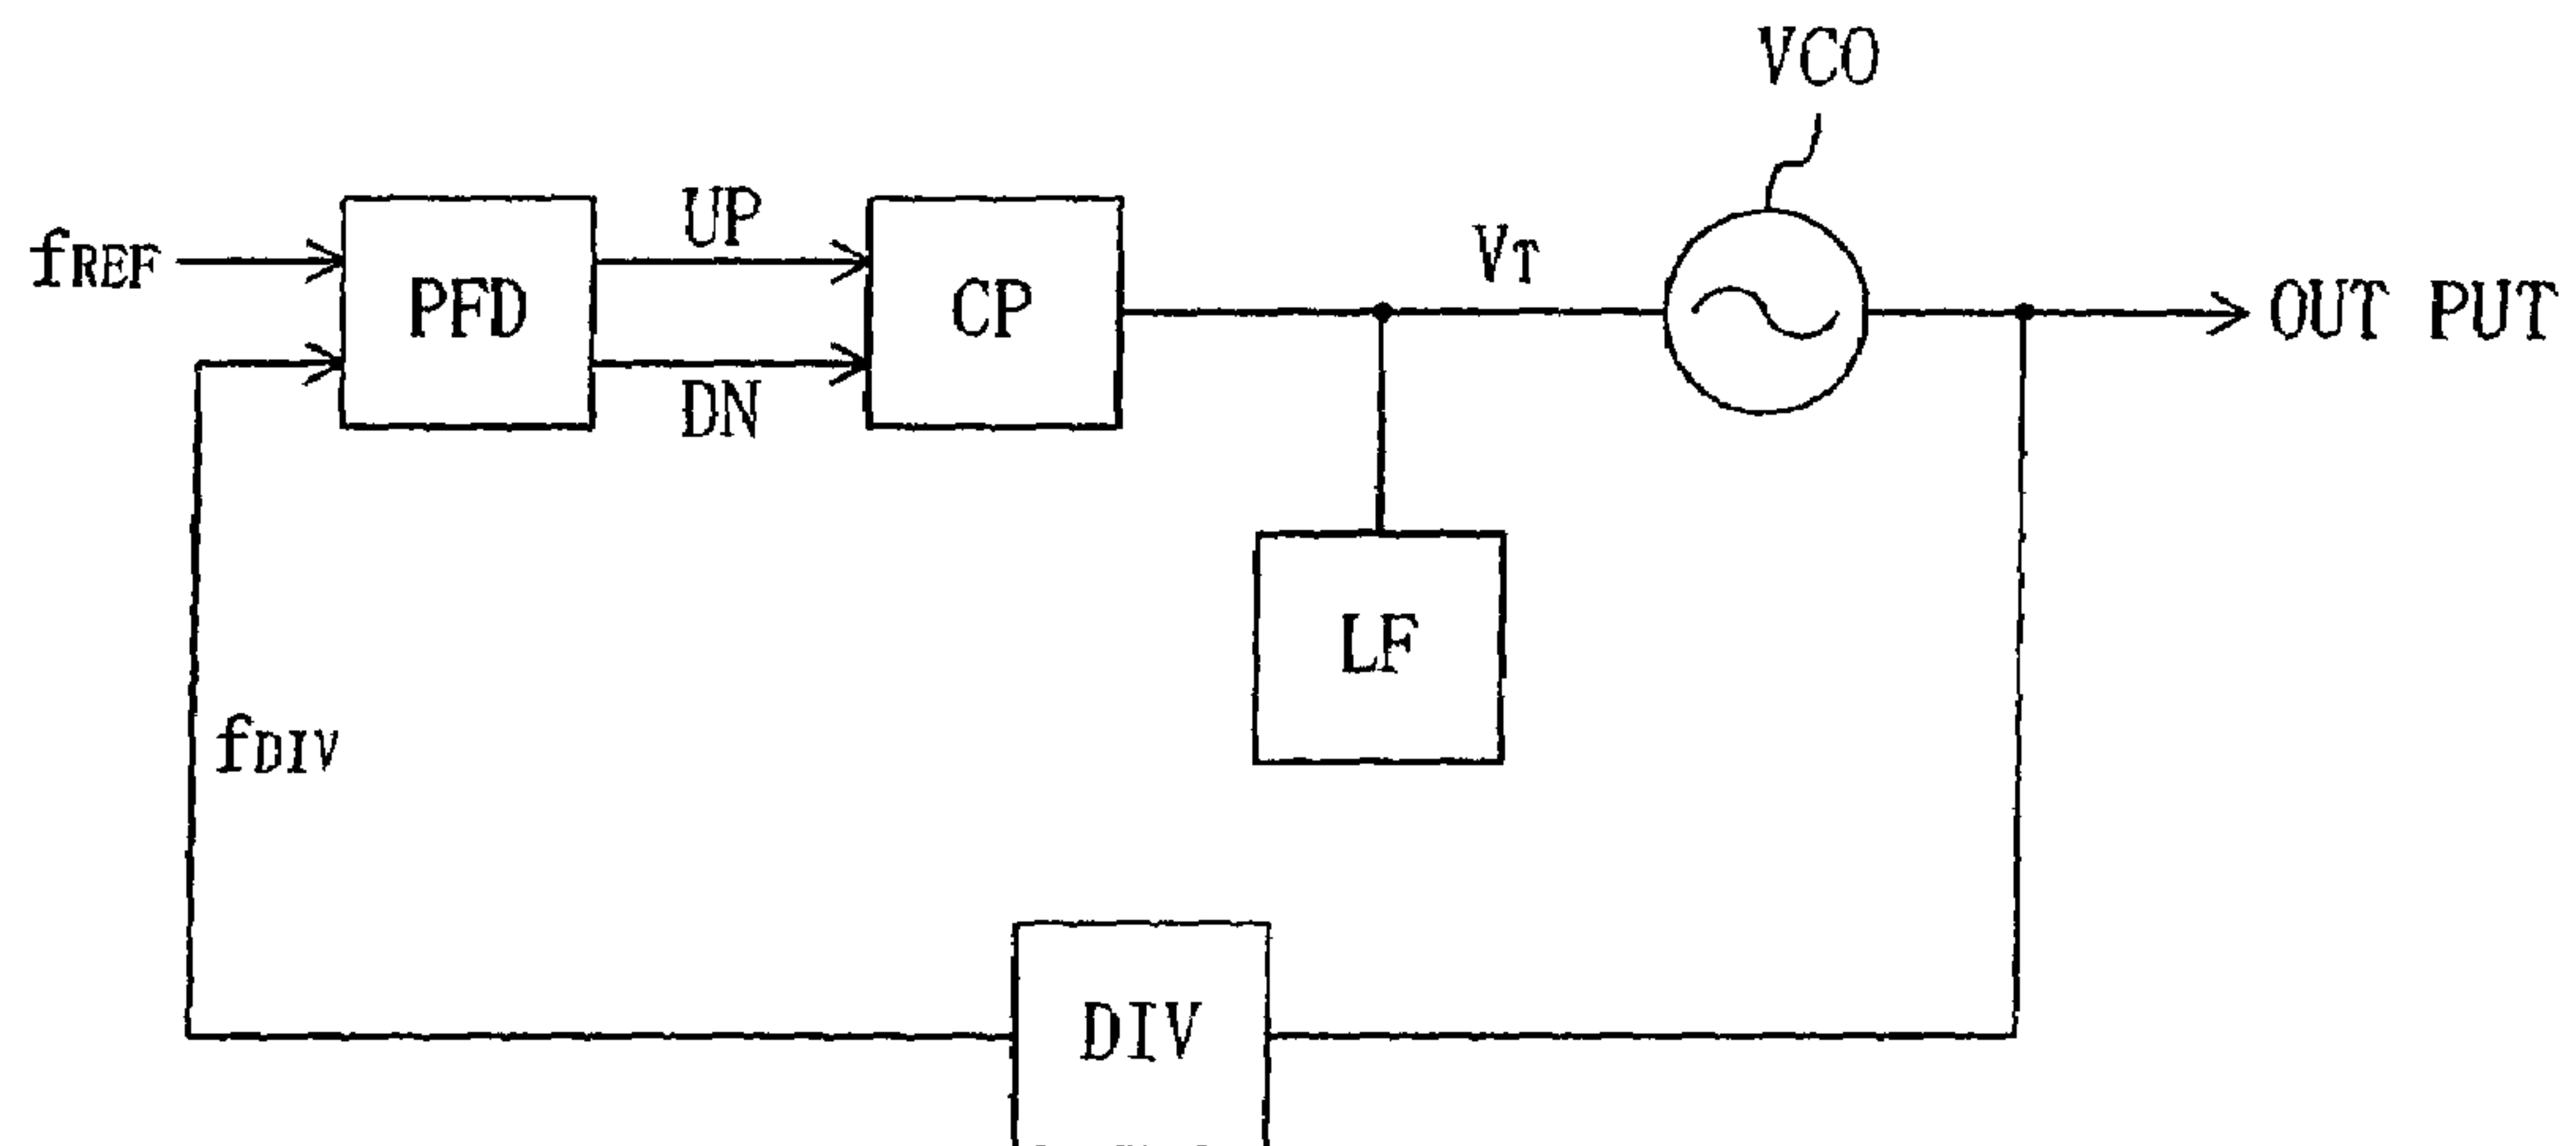 VCO
fREF
PFD
UP
DN
CP
VT
OUT PUT
LF
fDIV
DIV